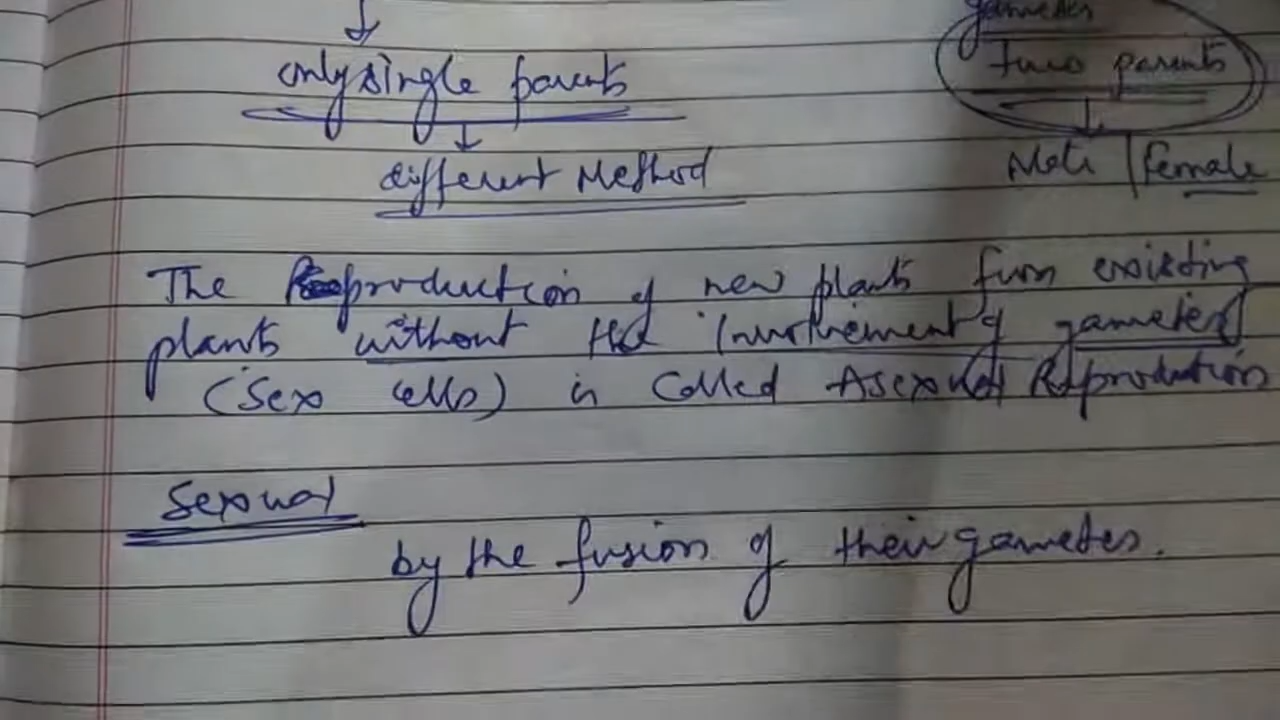 gametes
only single parents
Two parents
different Method
Male | female
The production of new plants from existing
plants without the Involvement of gametes
(Sex cells) is called Asexual Reproduction
Sexual
by the fusion of their gametes.